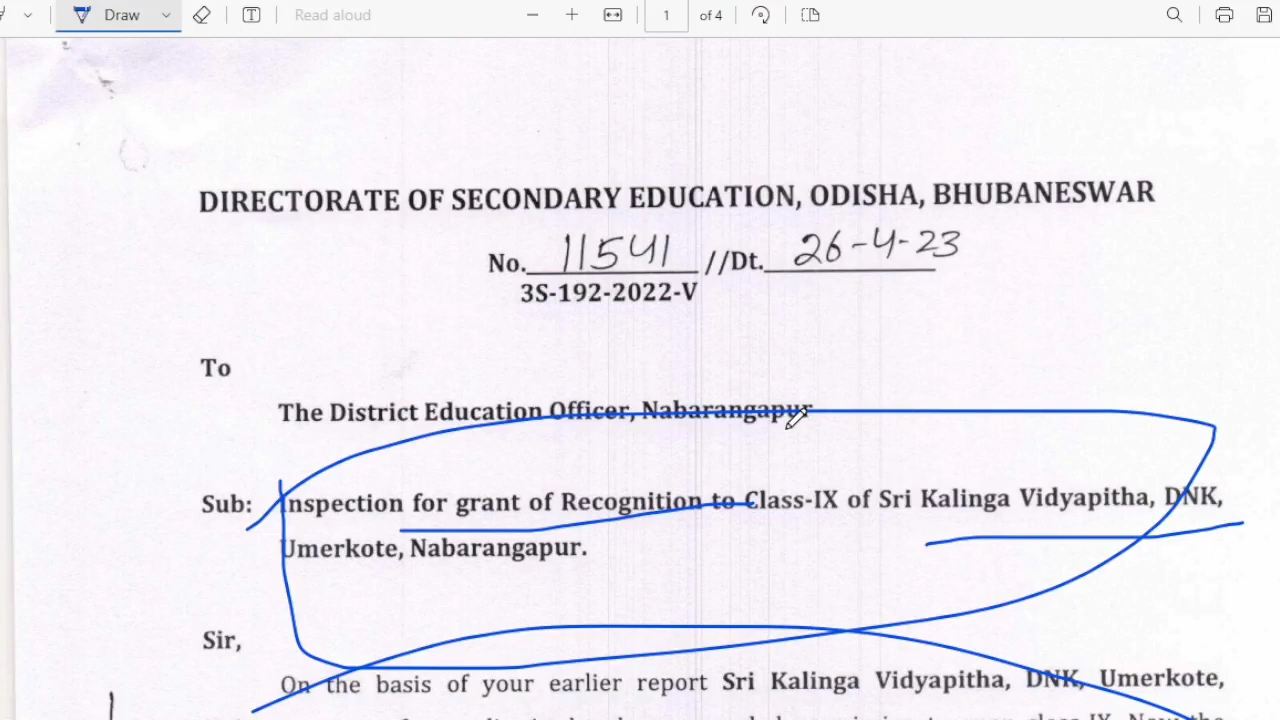 Draw
Read aloud
1 of 4
DIRECTORATE OF SECONDARY EDUCATION, ODISHA, BHUBANESWAR
No. 11541 //Dt. 26-4-23
3S-192-2022-V
To
The District Education Officer, Nabarangapur
Sub: Inspection for grant of Recognition to Class-IX of Sri Kalinga Vidyapitha, DNK,
Umerkote, Nabarangapur.
Sir,
On the basis of your earlier report Sri Kalinga Vidyapitha, DNK, Umerkote,